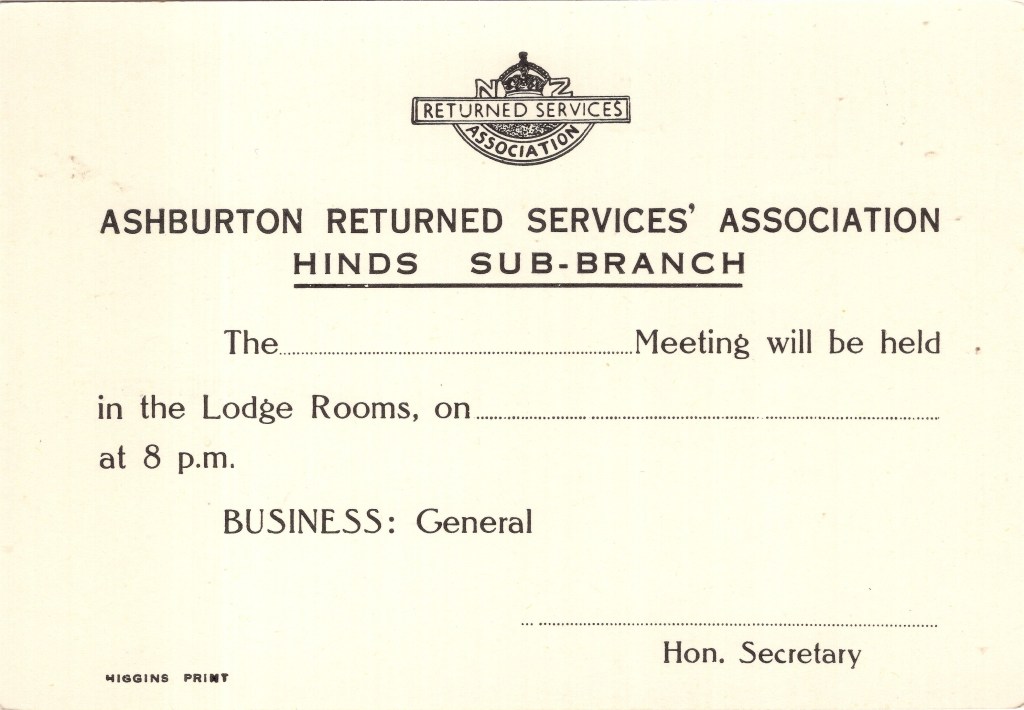 N Z
RETURNED SERVICES
ASSOCIATION
ASHBURTON RETURNED SERVICES' ASSOCIATION
HINDS SUB-BRANCH
The..............................Meeting will be held
in the Lodge Rooms, on..............................
at 8 p.m.
BUSINESS: General
..............................
Hon. Secretary
HIGGINS PRINT